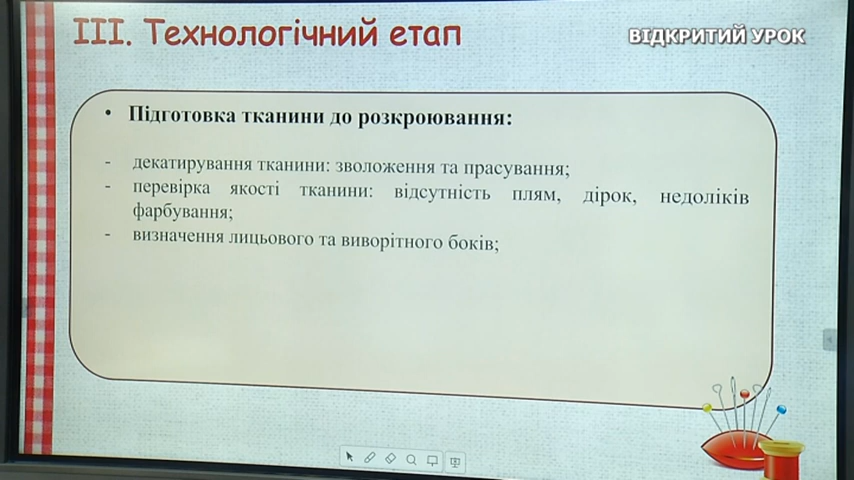 III. Технологічний етап
ВІДКРИТИЙ УРОК
• Підготовка тканини до розкроювання:
- декатирування тканини: зволоження та прасування;
- перевірка якості тканини: відсутність плям, дірок, недоліків
фарбування;
- визначення лицьового та виворітного боків;